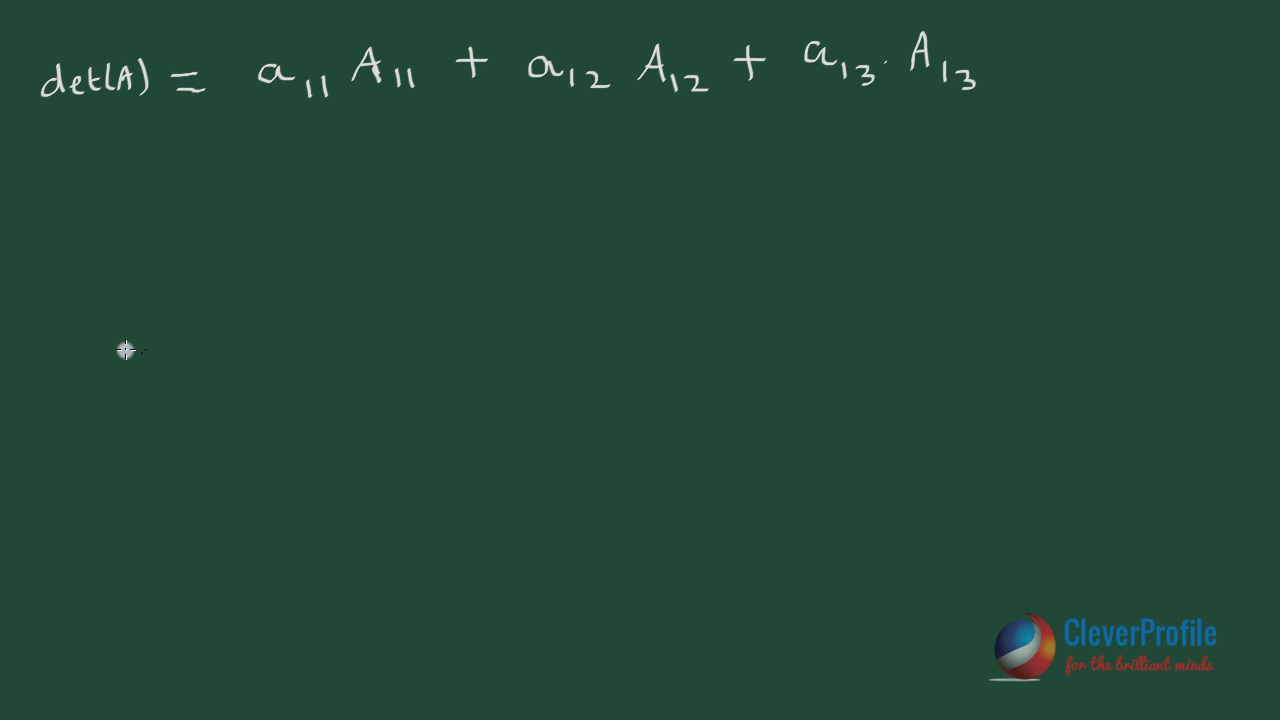 det(A) = a₁₁ A₁₁ + a₁₂ A₁₂ + a₁₃. A₁₃
CleverProfile
for the brilliant minds